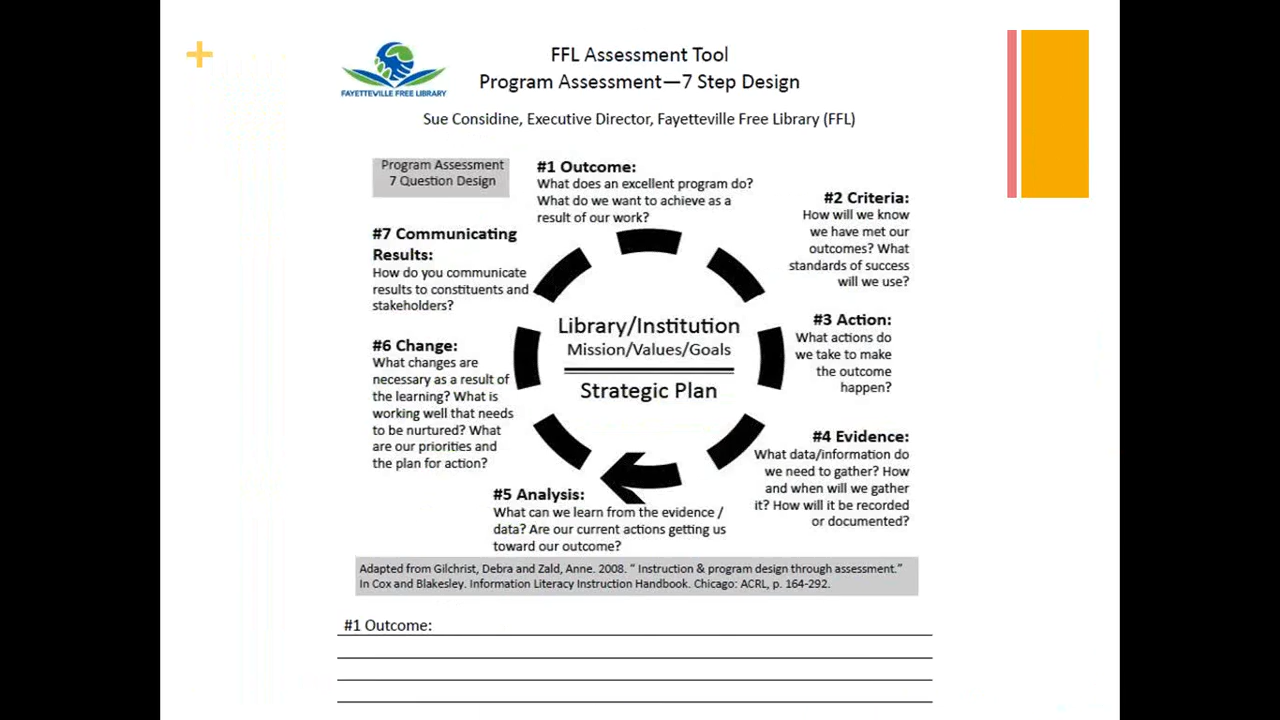 FAYETTEVILLE FREE LIBRARY
FFL Assessment Tool
Program Assessment—7 Step Design
Sue Considine, Executive Director, Fayetteville Free Library (FFL)
Program Assessment
7 Question Design
#1 Outcome:
What does an excellent program do?
What do we want to achieve as a
result of our work?
#2 Criteria:
How will we know
we have met our
outcomes? What
standards of success
will we use?
#3 Action:
What actions do
we take to make
the outcome
happen?
#4 Evidence:
What data/information do
we need to gather? How
and when will we gather
it? How will it be recorded
or documented?
#5 Analysis:
What can we learn from the evidence /
data? Are our current actions getting us
toward our outcome?
#6 Change:
What changes are
necessary as a result of
the learning? What is
working well that needs
to be nurtured? What
are our priorities and
the plan for action?
#7 Communicating
Results:
How do you communicate
results to constituents and
stakeholders?
Library/Institution
Mission/Values/Goals
Strategic Plan
Adapted from Gilchrist, Debra and Zald, Anne. 2008. “ Instruction & program design through assessment.”
In Cox and Blakesley. Information Literacy Instruction Handbook. Chicago: ACRL, p. 164-292.
#1 Outcome: